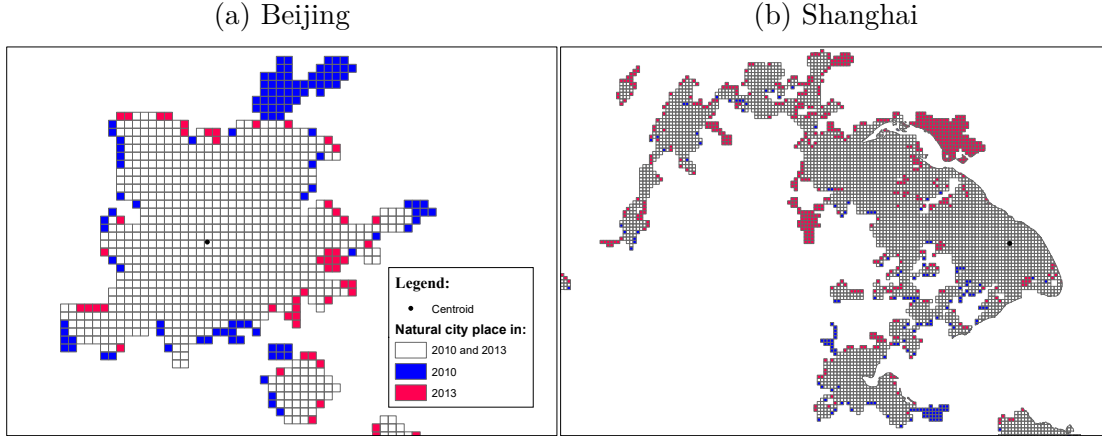 (a) Beijing
(b) Shanghai
Legend:
Centroid
Natural city place in:
2010 and 2013
2010
2013